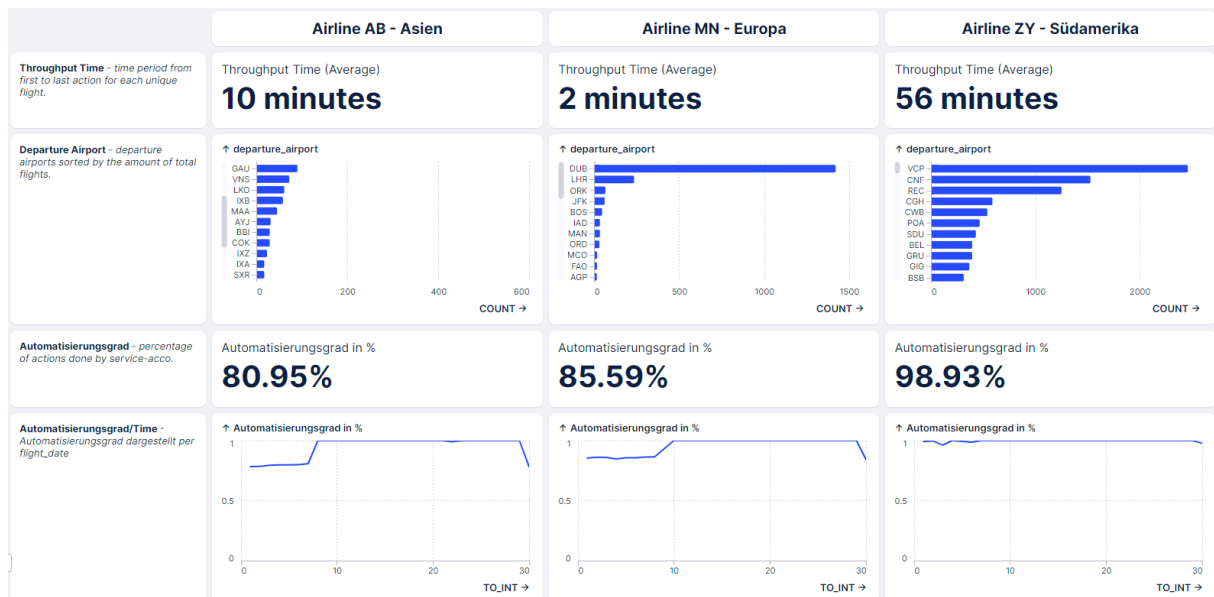 Airline AB - Asien
Airline MN - Europa
Airline ZY - Südamerika
Throughput Time - time period from
first to last action for each unique
flight.
Throughput Time (Average)
10 minutes
Throughput Time (Average)
2 minutes
Throughput Time (Average)
56 minutes
Departure Airport - departure
airports sorted by the amount of total
flights.
↑ departure_airport
GAU
VNS
LKO
IXB
MAA
AYJ
BBI
COK
IXZ
IXA
SXR
0 200 400 600
COUNT →
↑ departure_airport
DUB
LHR
ORK
JFK
BOS
IAD
MAN
ORD
MCO
FAO
AGP
0 500 1000 1500
COUNT →
↑ departure_airport
VCP
CNF
REC
CGH
CWB
POA
SDU
BEL
GRU
GIG
BSB
0 1000 2000
COUNT →
Automatisierungsgrad - percentage
of actions done by service-acco.
Automatisierungsgrad in %
80.95%
Automatisierungsgrad in %
85.59%
Automatisierungsgrad in %
98.93%
Automatisierungsgrad/Time -
Automatisierungsgrad dargestellt per
flight_date
↑ Automatisierungsgrad in %
1
0.5
0
0 10 20 30
TO_INT →
↑ Automatisierungsgrad in %
1
0.5
0
0 10 20 30
TO_INT →
↑ Automatisierungsgrad in %
1
0.5
0
0 10 20 30
TO_INT →